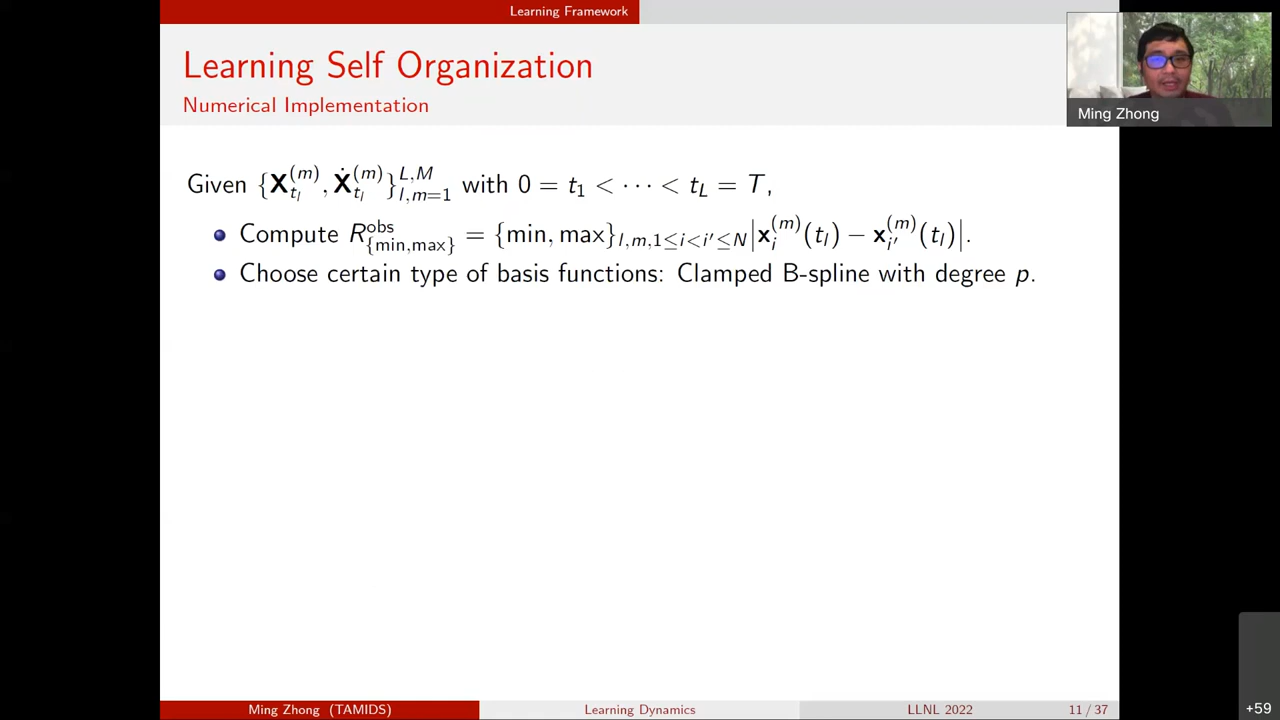 Learning Framework
Learning Self Organization
Numerical Implementation
Ming Zhong
Given {𝐗_{t_l}^{(m)}, 𝐗̇_{t_l}^{(m)}}_{l,m=1}^{L,M} with 0 = t_1 < ⋯ < t_L = T,
Compute R_{{min,max}}^{obs} = {min, max}_{l,m,1≤i<i′≤N} |𝐱_i^{(m)}(t_l) − 𝐱_{i′}^{(m)}(t_l)|.
Choose certain type of basis functions: Clamped B-spline with degree p.
Ming Zhong (TAMIDS)
Learning Dynamics
LLNL 2022
11 / 37
+59